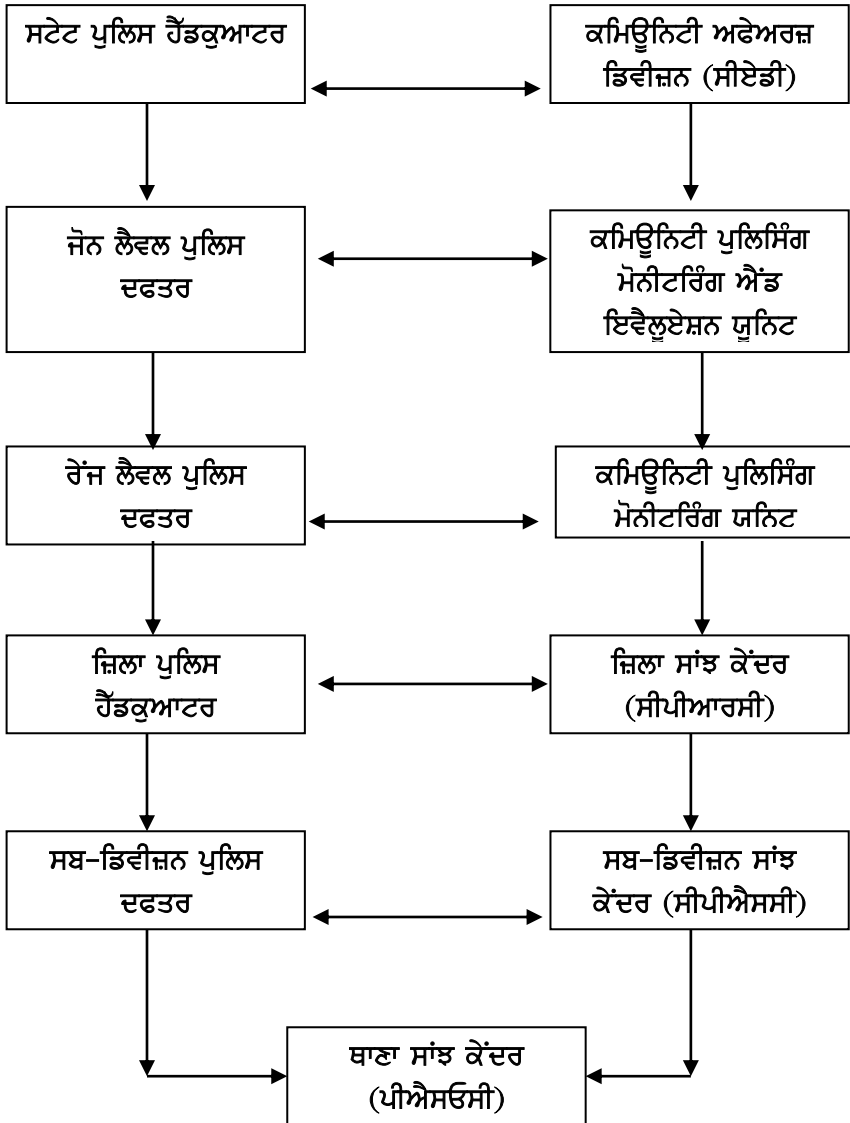 ਸਟੇਟ ਪੁਲਿਸ ਹੈੱਡਕੁਆਟਰ
ਕਮਿਊਨਿਟੀ ਅਫੇਅਰਜ਼
ਡਿਵੀਜ਼ਨ (ਸੀਏਡੀ)
ਜੋਨ ਲੈਵਲ ਪੁਲਿਸ
ਦਫਤਰ
ਕਮਿਊਨਿਟੀ ਪੁਲਿਸਿੰਗ
ਮੋਨੀਟਰਿੰਗ ਐਂਡ
ਇਵੈਲੂਏਸ਼ਨ ਯੂਨਿਟ
ਰੇਂਜ ਲੈਵਲ ਪੁਲਿਸ
ਦਫਤਰ
ਕਮਿਊਨਿਟੀ ਪੁਲਿਸਿੰਗ
ਮੋਨੀਟਰਿੰਗ ਯੂਨਿਟ
ਜ਼ਿਲਾ ਪੁਲਿਸ
ਹੈੱਡਕੁਆਟਰ
ਜ਼ਿਲਾ ਸਾਂਝ ਕੇਂਦਰ
(ਸੀਪੀਆਰਸੀ)
ਸਬ-ਡਿਵੀਜ਼ਨ ਪੁਲਿਸ
ਦਫਤਰ
ਸਬ-ਡਿਵੀਜ਼ਨ ਸਾਂਝ
ਕੇਂਦਰ (ਸੀਪੀਐਸਸੀ)
ਥਾਣਾ ਸਾਂਝ ਕੇਂਦਰ
(ਪੀਐਸਓਸੀ)